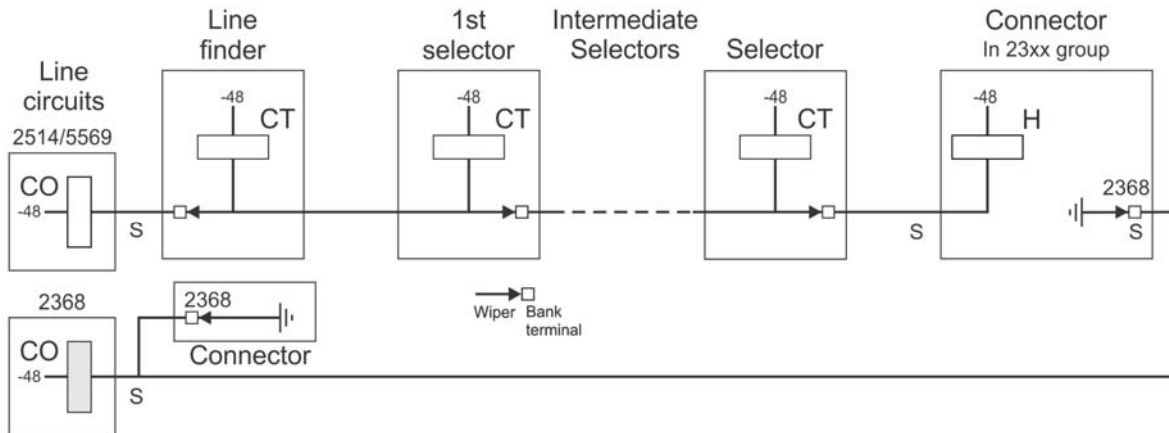 Line
finder
1st
selector
Intermediate
Selectors
Selector
Connector
In 23xx group
Line
circuits
2514/5569
CO
-48
S
-48
CT
-48
CT
-48
CT
S
-48
H
2368
S
2368
CO
-48
S
2368
Connector
Wiper
Bank
terminal